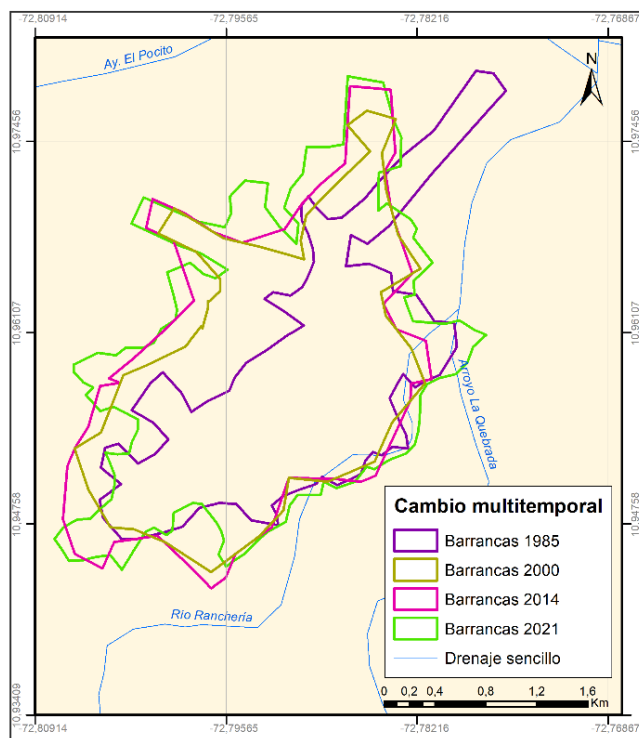 -72,80914 -72,79565 -72,78216 -72,76867
Ay. El Pocito
N
10,97456 10,97456
10,96107 10,96107
Arroyo La Quebrada
10,94758 10,94758
Cambio multitemporal
Barrancas 1985
Barrancas 2000
Barrancas 2014
Barrancas 2021
Drenaje sencillo
Río Ranchería
0 0,2 0,4 0,8 1,2 1,6
Km
10,93409 10,93409
-72,80914 -72,79565 -72,78216 -72,76867